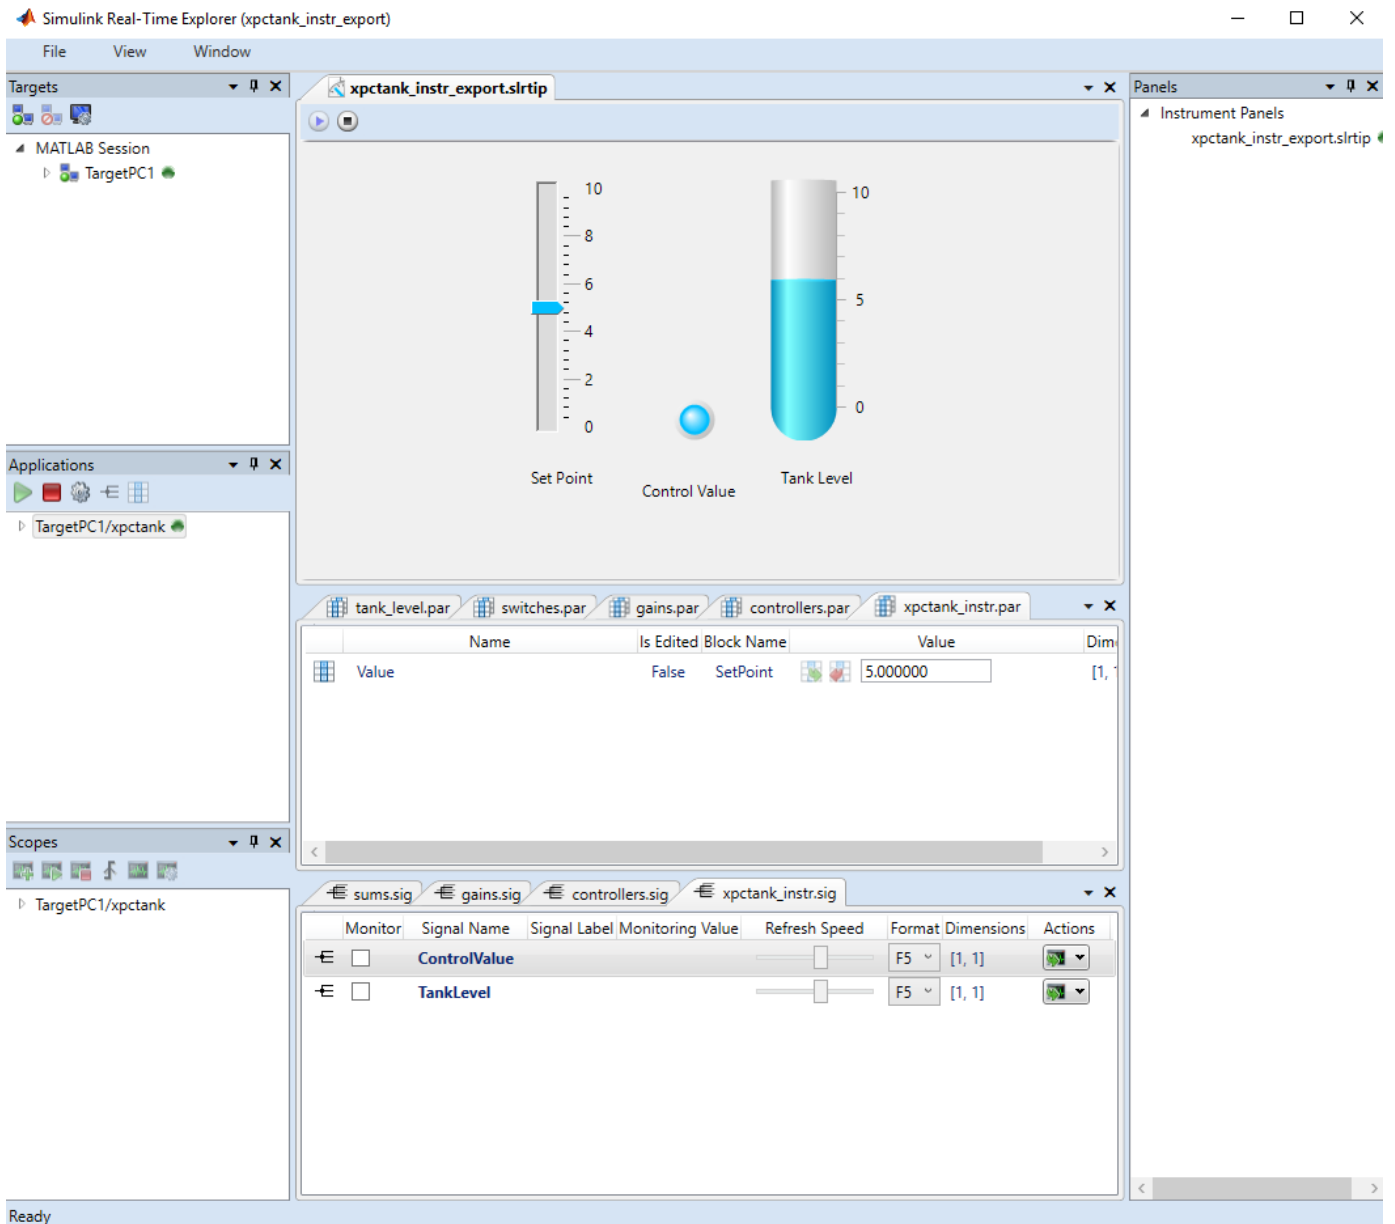 Simulink Real-Time Explorer (xpctank_instr_export)
File View Window
Targets
MATLAB Session
TargetPC1
Applications
TargetPC1/xpctank
Scopes
TargetPC1/xpctank
xpctank_instr_export.slrtip
10
8
6
4
2
0
Set Point
Control Value
10
5
0
Tank Level
tank_level.par switches.par gains.par controllers.par xpctank_instr.par
Name Is Edited Block Name Value
Value False SetPoint 5.000000 [1,
sums.sig gains.sig controllers.sig xpctank_instr.sig
Monitor Signal Name Signal Label Monitoring Value Refresh Speed Format Dimensions Actions
ControlValue F5 [1, 1]
TankLevel F5 [1, 1]
Panels
Instrument Panels
xpctank_instr_export.slrtip
Ready